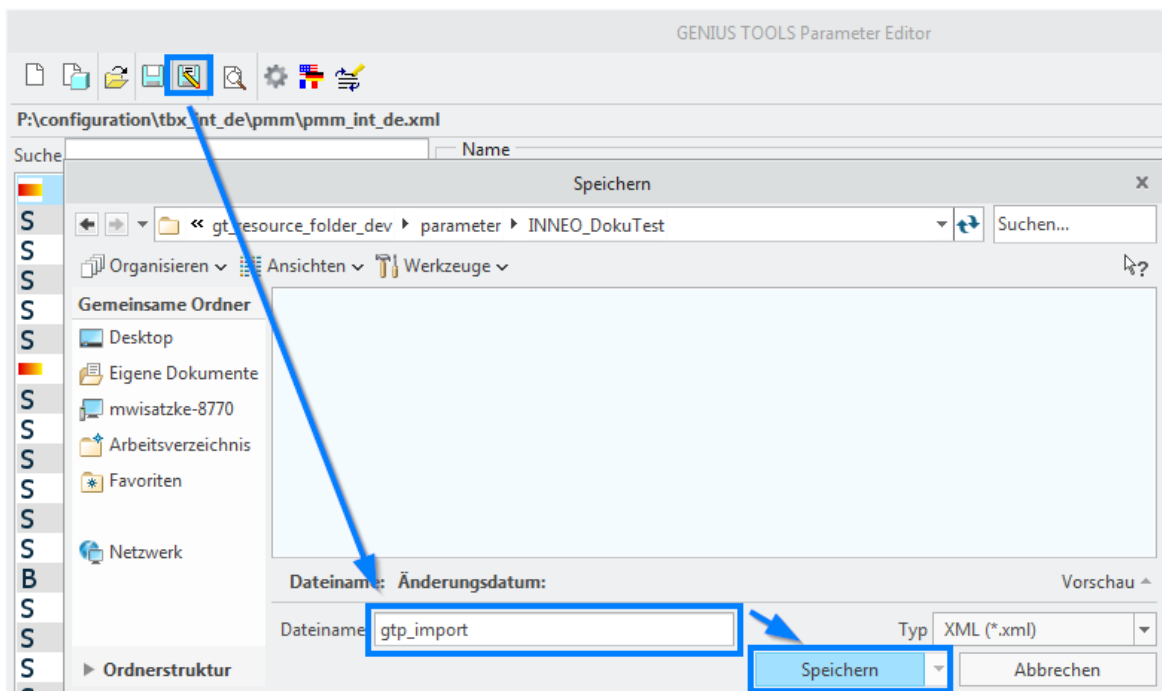 GENIUS TOOLS Parameter Editor
P:\configuration\tbx_int_de\pmm\pmm_int_de.xml
Suche
Name
Speichern
S
« gt_resource_folder_dev parameter INNEO_DokuTest
Suchen...
S
Organisieren Ansichten Werkzeuge
S
Gemeinsame Ordner
S
Desktop
S
Eigene Dokumente
S
mwisatzke-8770
S
Arbeitsverzeichnis
S
Favoriten
S
S
Netzwerk
S
B
Dateiname: Änderungsdatum:
Vorschau
S
Dateiname gtp_import
Typ XML (*.xml)
S
Ordnerstruktur
Speichern
Abbrechen
S